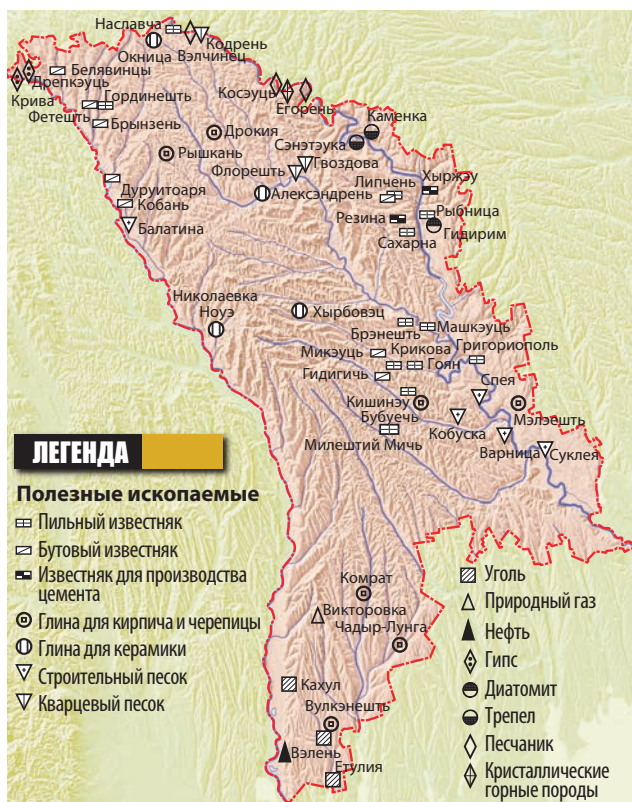 Наславча
Окница
Кодрень
Вэлчинец
Белявинцы
Дрепкэуць
Крива
Гординешть
Фетешть
Брынзень
Косэуць
Егорень
Каменка
Дрокия
Сэнэтэука
Рышкань
Гвоздова
Флорешть
Хыржэу
Липчень
Алексэндрень
Дуруитоаря
Кобань
Рыбница
Резина
Гидирим
Балатина
Сахарна
Николаевка
Ноуэ
Хырбовэц
Брэнешть
Машкэуць
Григориополь
Микэуць
Крикова
Гидигичь
Гоян
Спея
Кишинэу
Мэлэешть
Бубуечь
Кобуска
Милештий Мичь
Варница
Суклея
Комрат
Викторовка
Чадыр-Лунга
Кахул
Вулкэнешть
Вэлень
Етулия
ЛЕГЕНДА
Полезные ископаемые
Пильный известняк
Бутовый известняк
Известняк для производства
цемента
Глина для кирпича и черепицы
Глина для керамики
Строительный песок
Кварцевый песок
Уголь
Природный газ
Нефть
Гипс
Диатомит
Трепел
Песчаник
Кристаллические
горные породы